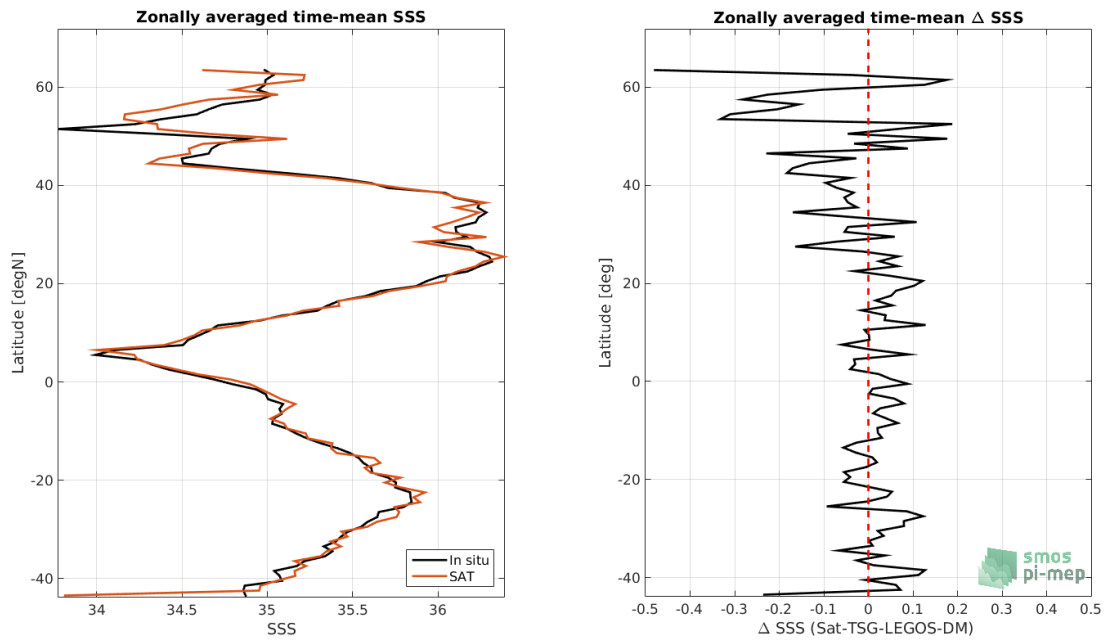 Zonally averaged time-mean SSS
60
40
20
0
-20
-40
Latitude [degN]
34
34.5
35
35.5
36
SSS
In situ
SAT
Zonally averaged time-mean Δ SSS
60
40
20
0
-20
-40
Latitude [deg]
-0.5
-0.4
-0.3
-0.2
-0.1
0
0.1
0.2
0.3
0.4
0.5
Δ SSS (Sat-TSG-LEGOS-DM)
smos
pi-mep